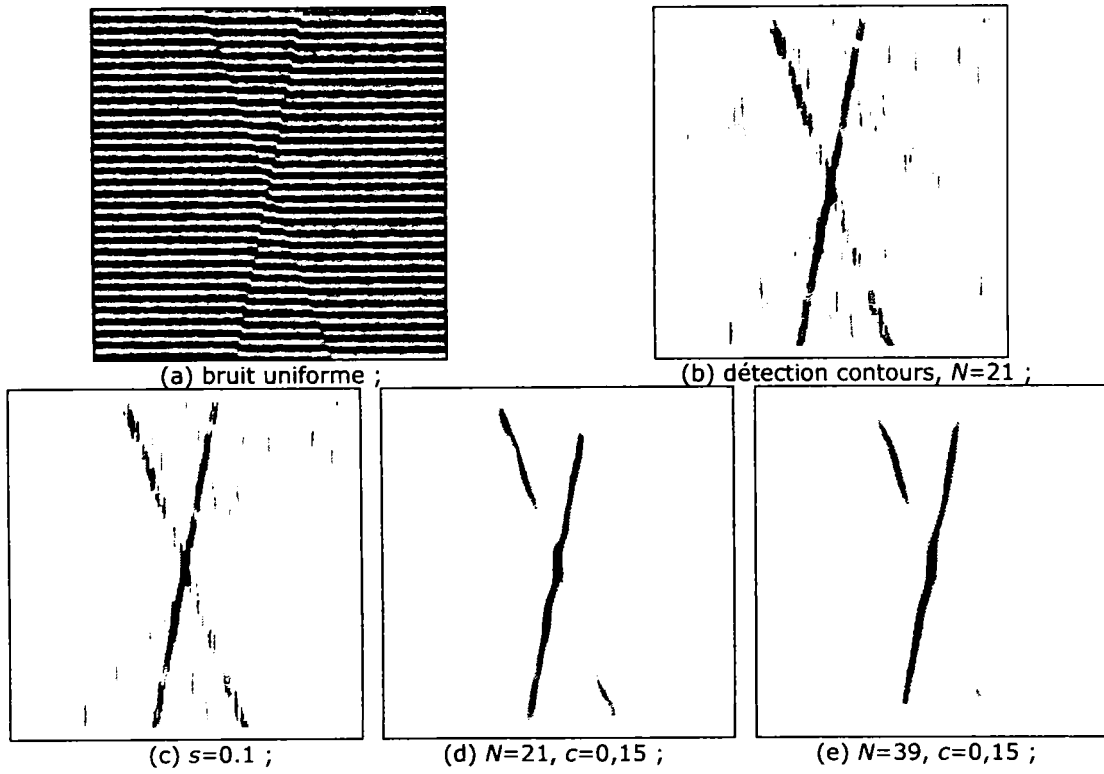 (a) bruit uniforme ;
(b) détection contours, N=21 ;
(c) s=0.1 ;
(d) N=21, c=0,15 ;
(e) N=39, c=0,15 ;